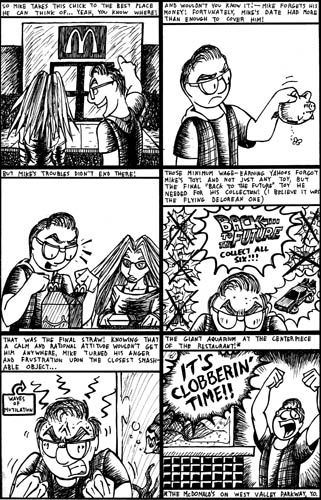 SO MIKE TAKES THIS CHICK TO THE BEST PLACE
HE CAN THINK OF... YEAH, YOU KNOW WHERE!
M
AND WOULDN'T YOU KNOW IT! — MIKE FORGETS HIS
MONEY! FORTUNATELY, MIKE'S DATE HAD MORE
THAN ENOUGH TO COVER HIM!
BUT MIKE'S TROUBLES DIDN'T END THERE!
THOSE MINIMUM WAGE-EARNING YAHOOS FORGOT
MIKE'S TOY! AND NOT JUST ANY TOY, BUT
THE FINAL "BACK TO THE FUTURE" TOY HE
NEEDED FOR HIS COLLECTION! (I BELIEVE IT WAS
THE FLYING DELOREAN ONE)
BACK
TO THE
FUTURE
COLLECT ALL
SIX!!!
THAT WAS THE FINAL STRAW! KNOWING THAT
A CALM AND RATIONAL ATTITUDE WOULDN'T GET
HIM ANYWHERE, MIKE TURNED HIS ANGER
AND FRUSTRATION UPON THE CLOSEST SMASH-
ABLE OBJECT...
WAVES
OF
MUTILATION
THE GIANT AQUARIUM AT THE CENTERPIECE
OF THE RESTAURANT!*
IT'S
CLOBBERIN'
TIME!!
*THE McDONALD'S ON WEST VALLEY PARKWAY, YO.